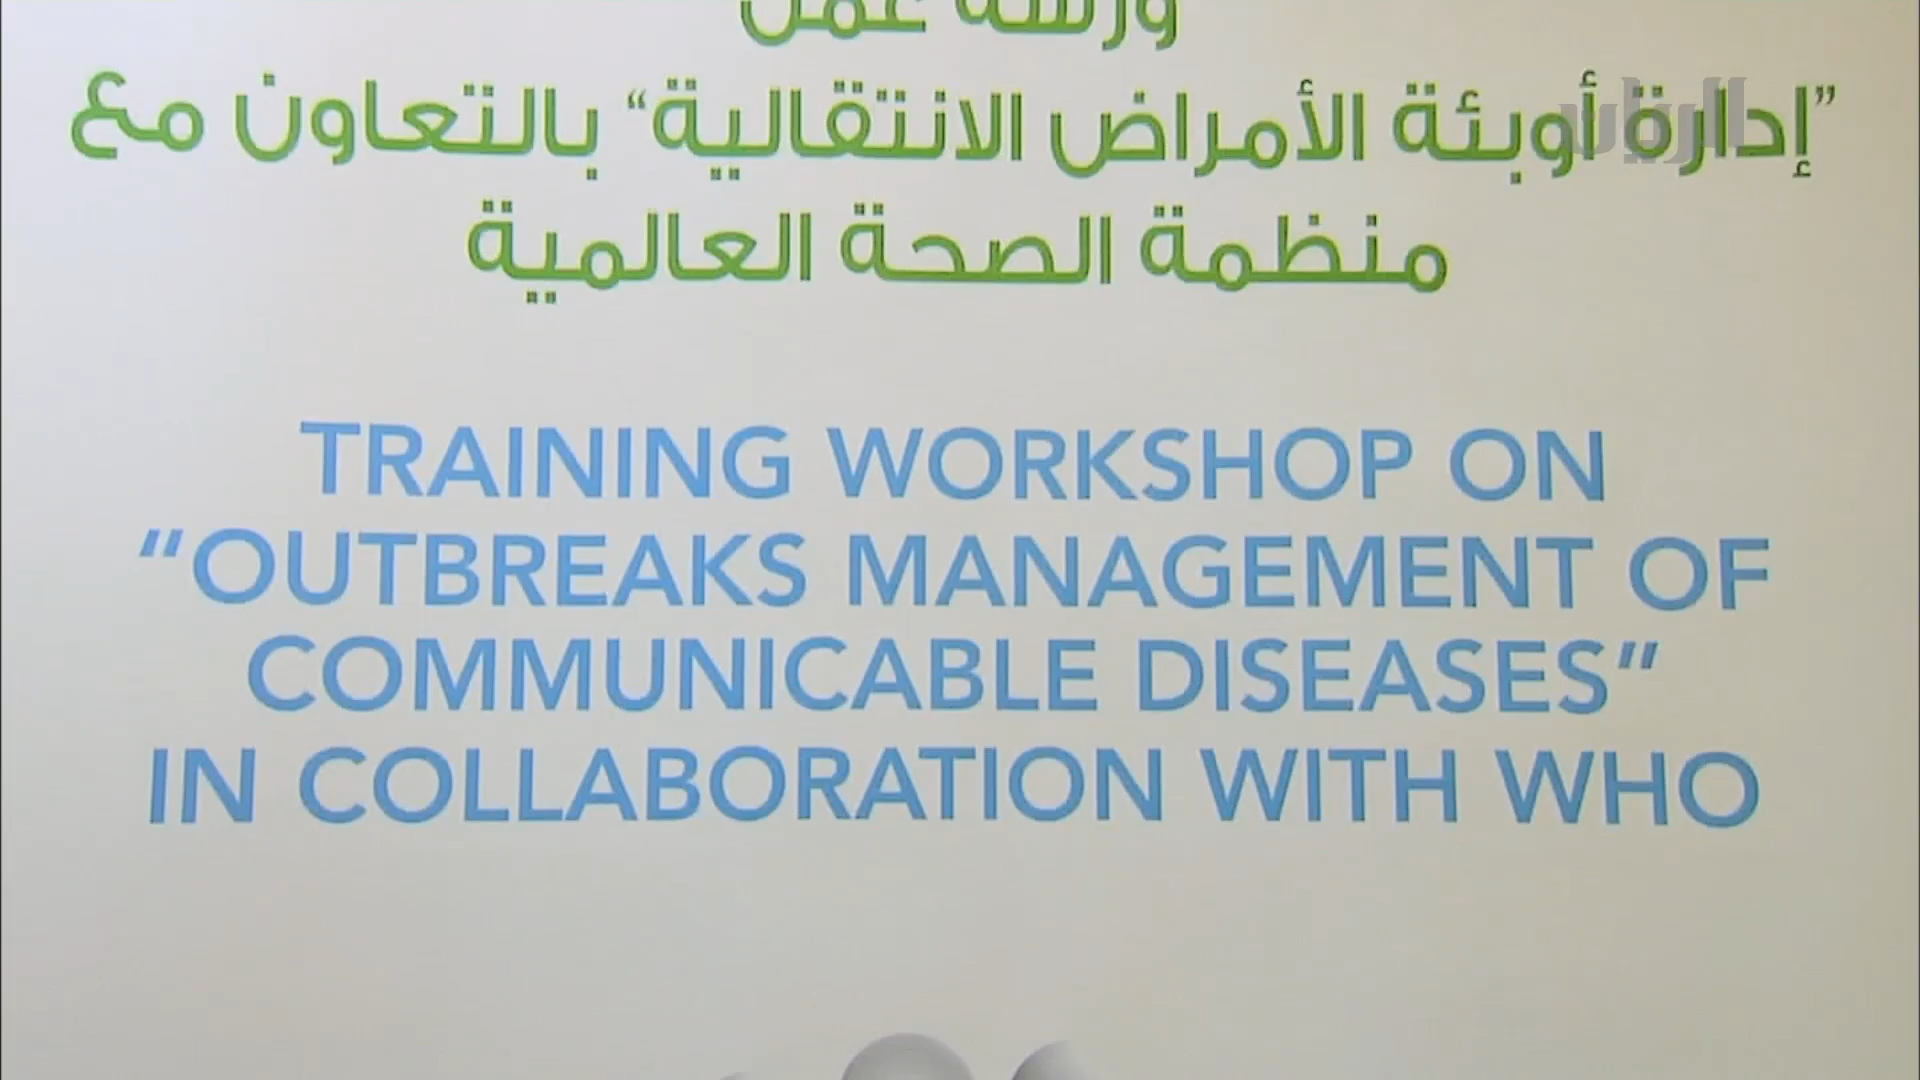 ورشة عمل
”إدارة أوبئة الأمراض الانتقالية“ بالتعاون مع
منظمة الصحة العالمية
الريان
TRAINING WORKSHOP ON
“OUTBREAKS MANAGEMENT OF
COMMUNICABLE DISEASES“
IN COLLABORATION WITH WHO